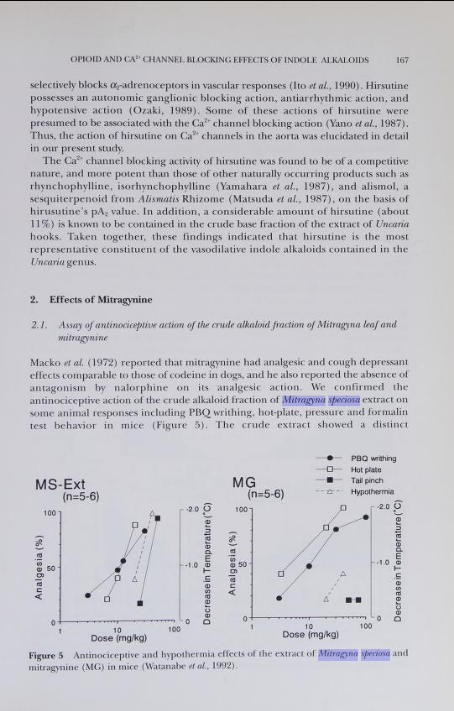 OPIOID AND CA²⁺ CHANNEL BLOCKING EFFECTS OF INDOLE ALKALOIDS 167
selectively blocks α₂-adrenoceptors in vascular responses (Ito et al., 1990). Hirsutine
possesses an autonomic ganglionic blocking action, antiarrhythmic action, and
hypotensive action (Ozaki, 1989). Some of these actions of hirsutine were
presumed to be associated with the Ca²⁺ channel blocking action (Yano et al., 1987).
Thus, the action of hirsutine on Ca²⁺ channels in the aorta was elucidated in detail
in our present study.
The Ca²⁺ channel blocking activity of hirsutine was found to be of a competitive
nature, and more potent than those of other naturally occurring products such as
rhynchophylline, isorhynchophylline (Yamahara et al., 1987), and alismol, a
sesquiterpenoid from Alismatis Rhizome (Matsuda et al., 1987), on the basis of
hirusutine's pA₂ value. In addition, a considerable amount of hirsutine (about
11%) is known to be contained in the crude base fraction of the extract of Uncaria
hooks. Taken together, these findings indicated that hirsutine is the most
representative constituent of the vasodilative indole alkaloids contained in the
Uncaria genus.
2. Effects of Mitragynine
2.1. Assay of antinociceptive action of the crude alkaloid fraction of Mitragyna leaf and
mitragynine
Macko et al. (1972) reported that mitragynine had analgesic and cough depressant
effects comparable to those of codeine in dogs, and he also reported the absence of
antagonism by nalorphine on its analgesic action. We confirmed the
antinociceptive action of the crude alkaloid fraction of Mitragyna speciosa extract on
some animal responses including PBQ writhing, hot-plate, pressure and formalin
test behavior in mice (Figure 5). The crude extract showed a distinct
PBQ writhing
Hot plate
Tail pinch
Hypothermia
MS-Ext
(n=5-6)
100
50
0
Analgesia (%)
1 10 100
Dose (mg/kg)
-2.0
-1.0
0
Decrease in Temperature (°C)
MG
(n=5-6)
100
50
0
Analgesia (%)
1 10 100
Dose (mg/kg)
-2.0
-1.0
0
Decrease in Temperature (°C)
Figure 5 Antinociceptive and hypothermia effects of the extract of Mitragyna speciosa and
mitragynine (MG) in mice (Watanabe et al., 1992).